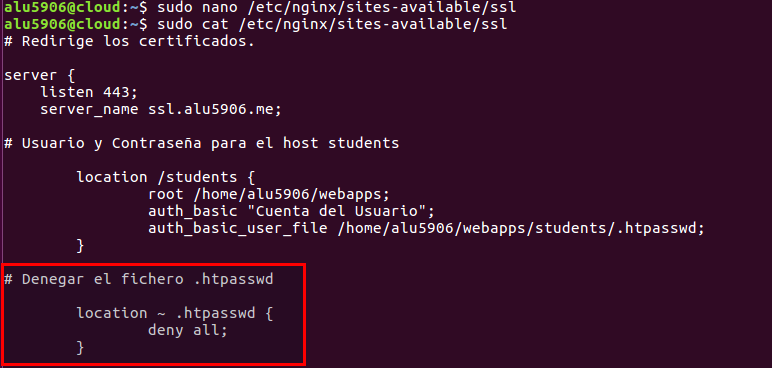 alu5906@cloud:~$ sudo nano /etc/nginx/sites-available/ssl
alu5906@cloud:~$ sudo cat /etc/nginx/sites-available/ssl
# Redirige los certificados.
server {
listen 443;
server_name ssl.alu5906.me;
# Usuario y Contraseña para el host students
location /students {
root /home/alu5906/webapps;
auth_basic "Cuenta del Usuario";
auth_basic_user_file /home/alu5906/webapps/students/.htpasswd;
}
# Denegar el fichero .htpasswd
location ~ .htpasswd {
deny all;
}